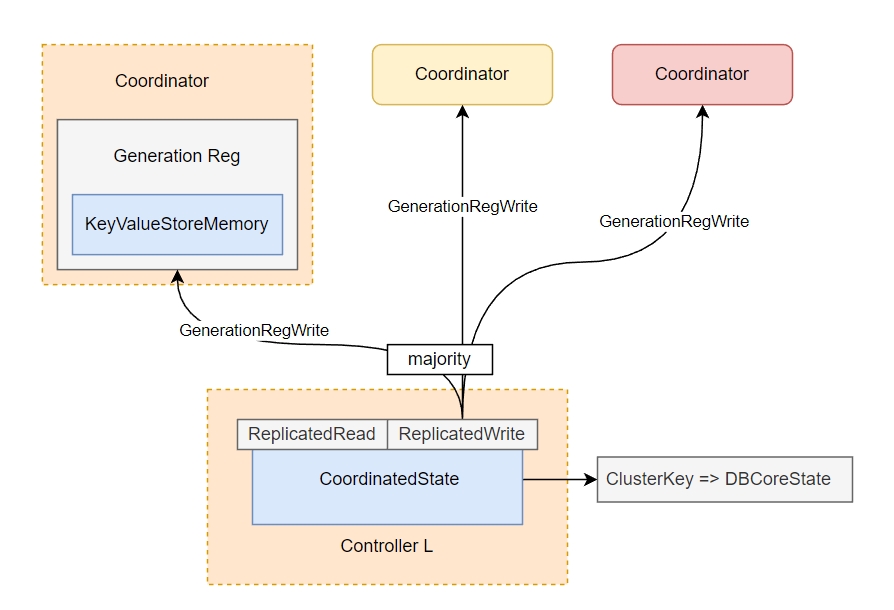 Coordinator
Coordinator
Coordinator
Generation Reg
KeyValueStoreMemory
GenerationRegWrite
GenerationRegWrite
GenerationRegWrite
majority
ReplicatedRead
ReplicatedWrite
CoordinatedState
ClusterKey => DBCoreState
Controller L